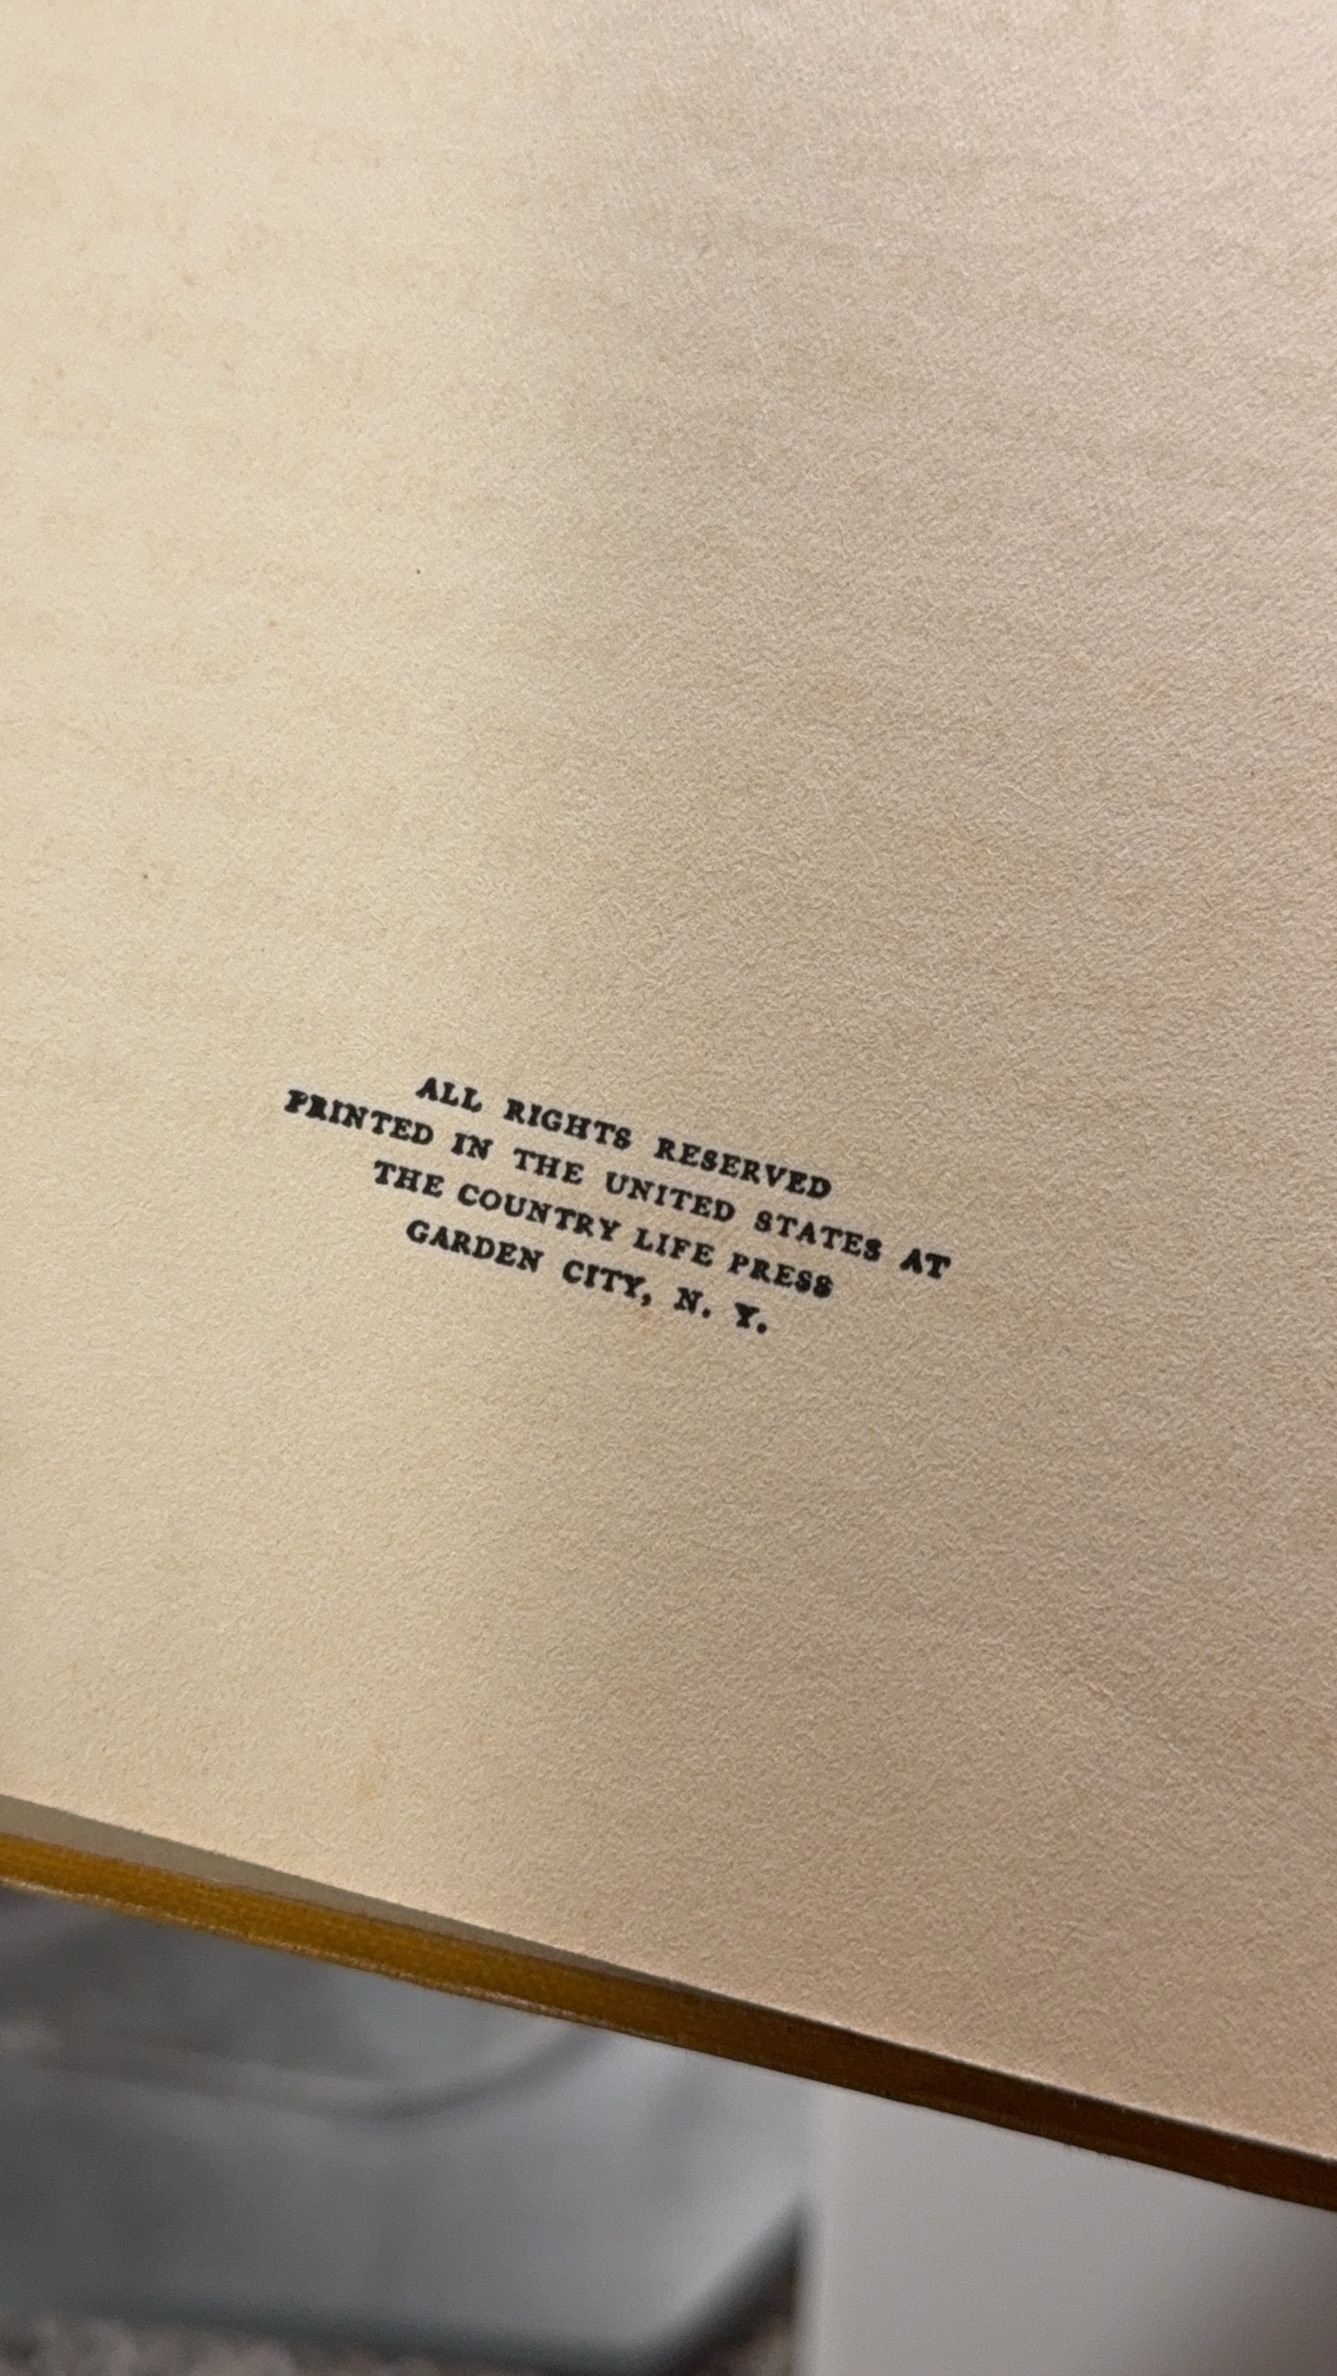 ALL RIGHTS RESERVED
PRINTED IN THE UNITED STATES AT
THE COUNTRY LIFE PRESS
GARDEN CITY, N. Y.